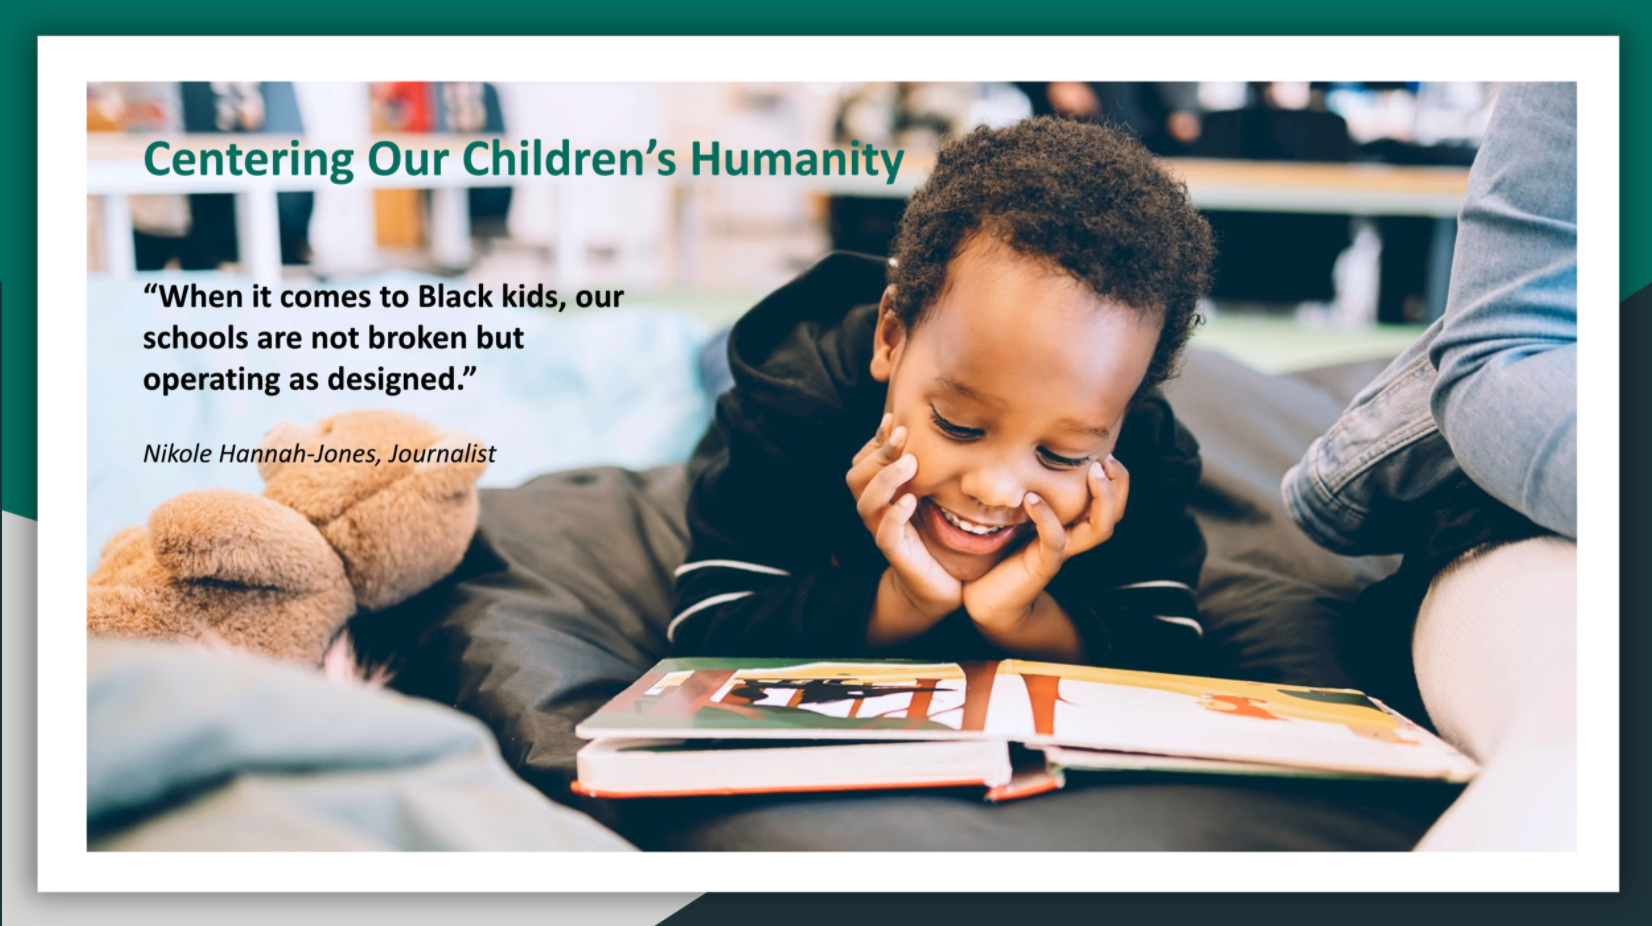 Centering Our Children’s Humanity
“When it comes to Black kids, our
schools are not broken but
operating as designed.”
Nikole Hannah-Jones, Journalist